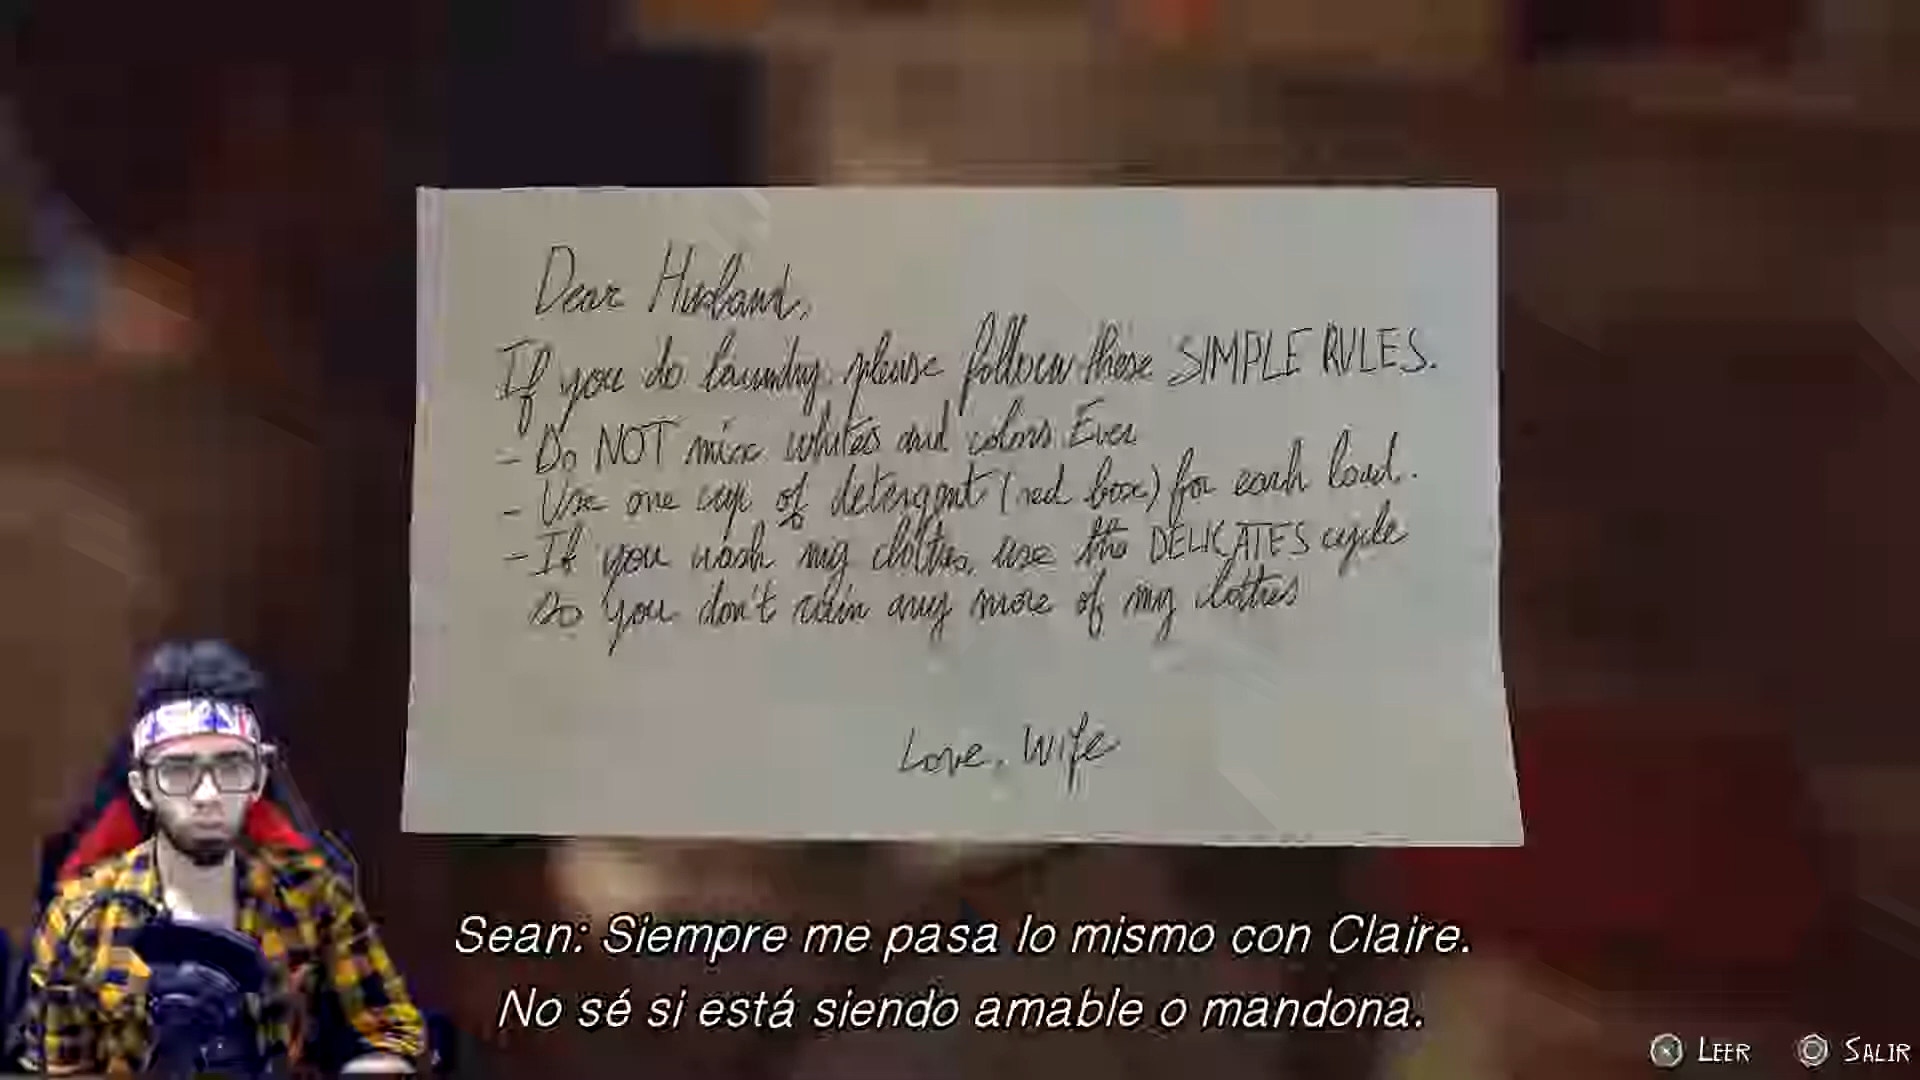 Dear Husband,
If you do laundry, please follow these SIMPLE RULES.
- Do NOT mix whites and colors. Ever
- Use one cup of detergent (red box) for each load.
- If you wash my clothes, use the DELICATES cycle
so you don't ruin any more of my clothes
Love, Wife
Sean: Siempre me pasa lo mismo con Claire.
No sé si está siendo amable o mandona.
LEER SALIR